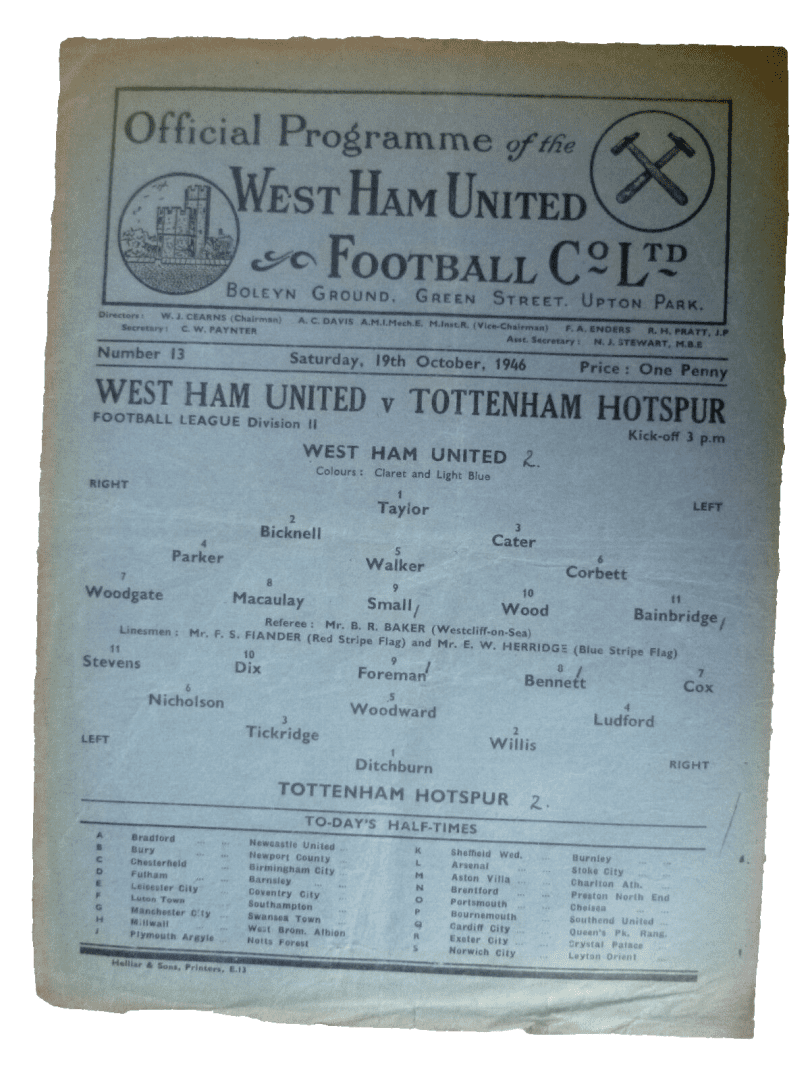 Official Programme of the
WEST HAM UNITED
FOOTBALL Co LTD
BOLEYN GROUND. GREEN STREET. UPTON PARK.
Directors: W. J. CEARNS (Chairman) A. C. DAVIS A.M.I.Mech.E. M.Inst.R. (Vice-Chairman) F. A. ENDERS R. H. PRATT, J.P
Secretary: C. W. PAYNTER Asst. Secretary: N. J. STEWART, M.B.E
Number 13 Saturday, 19th October, 1946 Price: One Penny
WEST HAM UNITED v TOTTENHAM HOTSPUR
FOOTBALL LEAGUE Division II Kick-off 3 p.m
WEST HAM UNITED 2.
Colours: Claret and Light Blue
RIGHT LEFT
1
Taylor
2 3
Bicknell Cater
4 5 6
Parker Walker Corbett
7 8 9 10 11
Woodgate Macaulay Small / Wood Bainbridge /
Referee: Mr. B. R. BAKER (Westcliff-on-Sea)
Linesmen: Mr. F. S. FIANDER (Red Stripe Flag) and Mr. E. W. HERRIDGE (Blue Stripe Flag)
11 10 9 8 7
Stevens Dix Foreman / Bennett / Cox
6 5 4
Nicholson Woodward Ludford
3 2
Tickridge Willis
1
LEFT Ditchburn RIGHT
TOTTENHAM HOTSPUR 2.
TO-DAY'S HALF-TIMES
A Bradford Newcastle United K Sheffield Wed. Burnley
B Bury Newport County L Arsenal Stoke City
C Chesterfield Birmingham City M Aston Villa Charlton Ath.
D Fulham Barnsley N Brentford Preston North End
E Leicester City Coventry City O Portsmouth Chelsea
F Luton Town Southampton P Bournemouth Southend United
G Manchester City Swansea Town Q Cardiff City Queen's Pk. Rang.
H Millwall West Brom. Albion R Exeter City Crystal Palace
J Plymouth Argyle Notts Forest S Norwich City Leyton Orient
Helliar & Sons, Printers, E.13